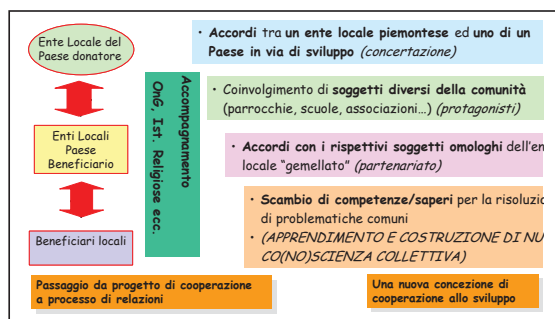 Ente Locale del
Paese donatore
Enti Locali
Paese
Beneficiario
Beneficiari locali
Accompagnamento
OnG, Ist. Religiose ecc.
• Accordi tra un ente locale piemontese ed uno di un
Paese in via di sviluppo (concertazione)
• Coinvolgimento di soggetti diversi della comunità
(parrocchie, scuole, associazioni...) (protagonisti)
• Accordi con i rispettivi soggetti omologhi
locale "gemellato" (partenariato)
• Scambio di competenze/saperi per la
di problematiche comuni
• (APPRENDIMENTO E COSTRUZIONE DI
CO(NO)SCIENZA COLLETTIVA)
Passaggio da progetto di cooperazione
a processo di relazioni
Una nuova concezione di
cooperazione allo sviluppo